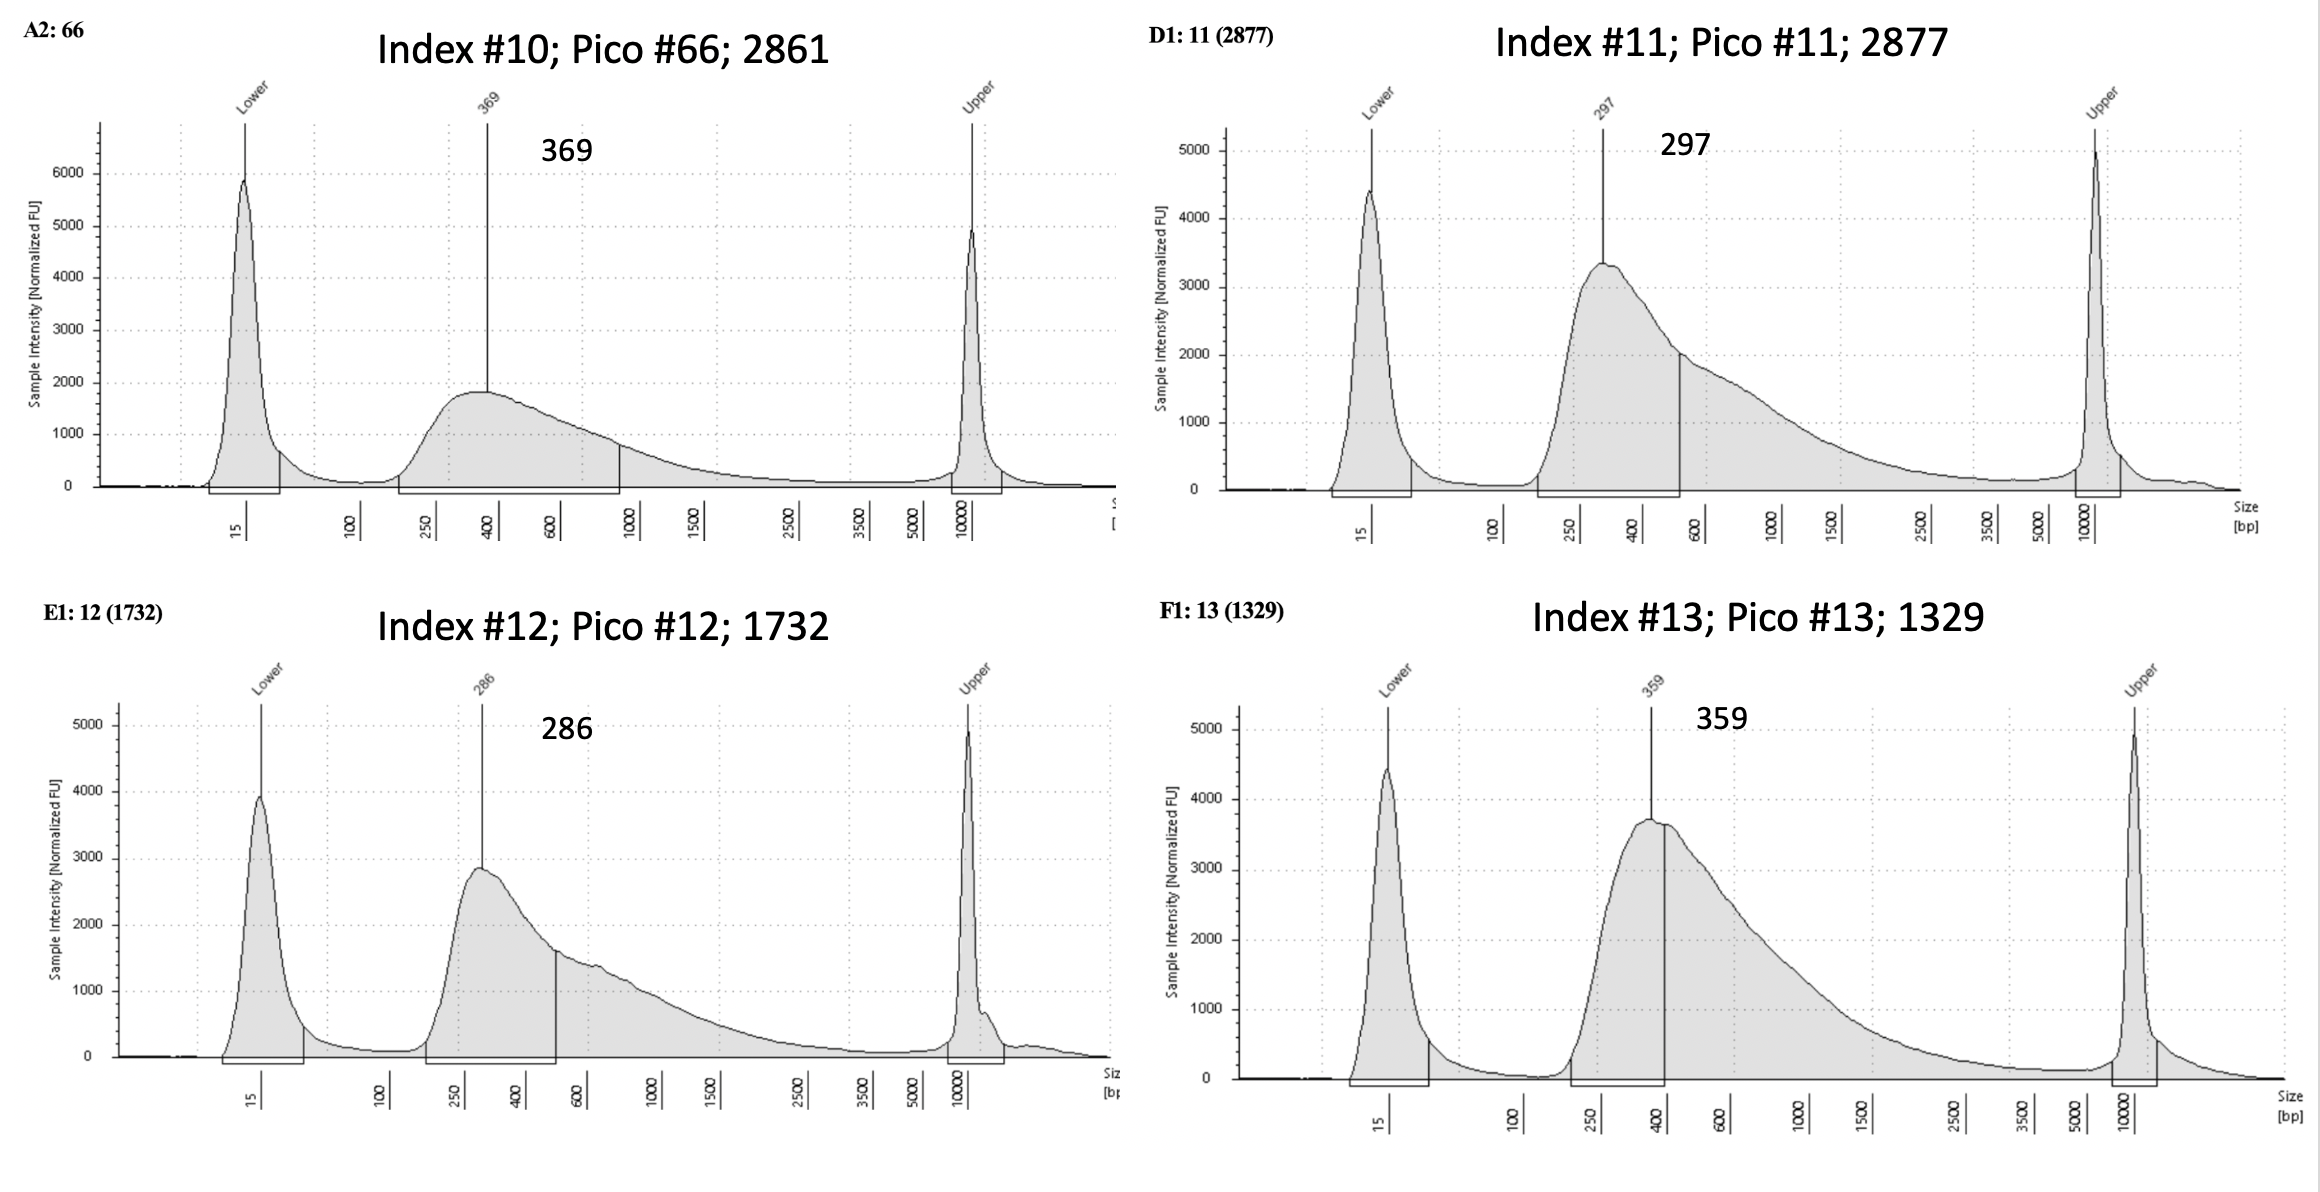 A2: 66
Index #10; Pico #66; 2861
Lower
369
Upper
369
Sample Intensity [Normalized FU]
6000
5000
4000
3000
2000
1000
0
15
100
250
400
600
1000
1500
2500
3500
5000
10000
D1: 11 (2877)
Index #11; Pico #11; 2877
Lower
297
Upper
297
Sample Intensity [Normalized FU]
5000
4000
3000
2000
1000
0
15
100
250
400
600
1000
1500
2500
3500
5000
10000
Size
[bp]
E1: 12 (1732)
Index #12; Pico #12; 1732
Lower
286
Upper
286
Sample Intensity [Normalized FU]
5000
4000
3000
2000
1000
0
15
100
250
400
600
1000
1500
2500
3500
5000
10000
Siz
[bp
F1: 13 (1329)
Index #13; Pico #13; 1329
Lower
359
Upper
359
Sample Intensity [Normalized FU]
5000
4000
3000
2000
1000
0
15
100
250
400
600
1000
1500
2500
3500
5000
10000
Size
[bp]